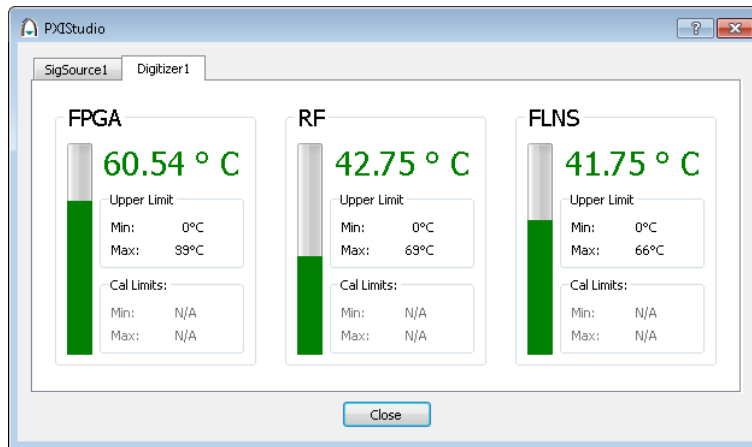 PXIStudio
SigSource1 Digitizer1
FPGA
60.54 ° C
Upper Limit
Min: 0°C
Max: 99°C
Cal Limits:
Min: N/A
Max: N/A
RF
42.75 ° C
Upper Limit
Min: 0°C
Max: 69°C
Cal Limits:
Min: N/A
Max: N/A
FLNS
41.75 ° C
Upper Limit
Min: 0°C
Max: 66°C
Cal Limits:
Min: N/A
Max: N/A
Close